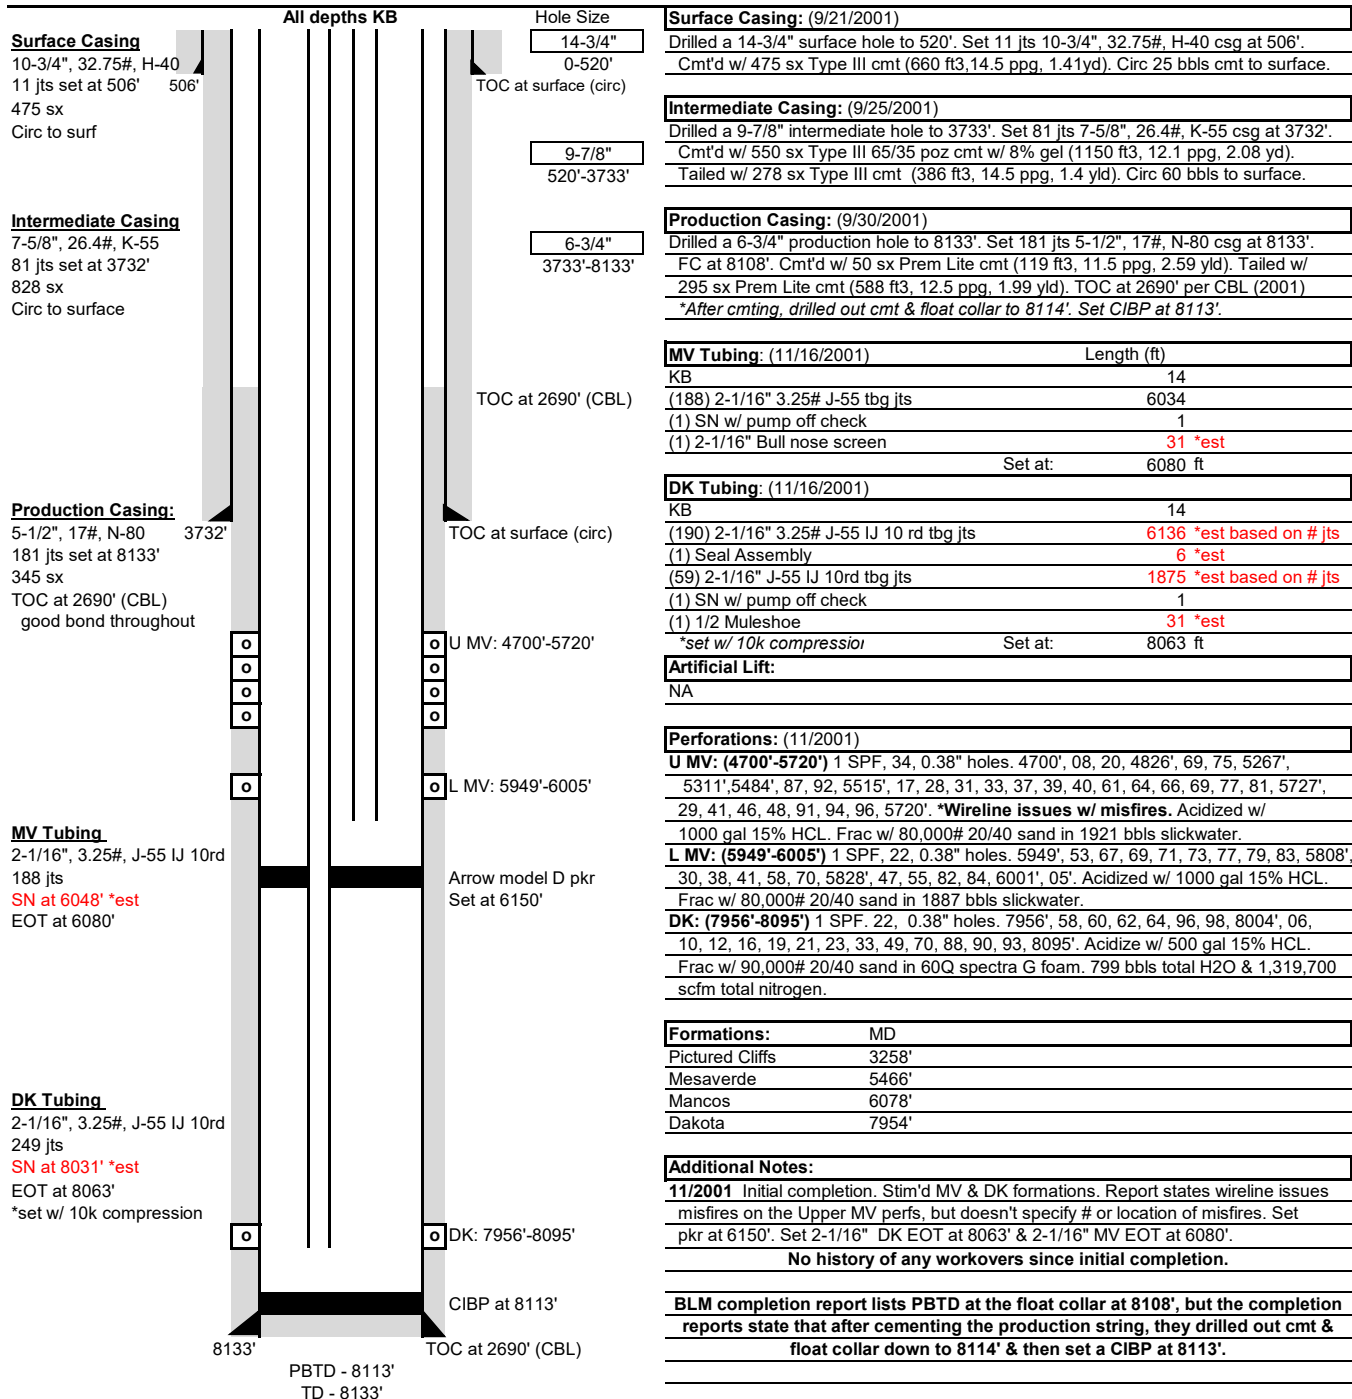 All depths KB
Hole Size
Surface Casing
10-3/4", 32.75#, H-40
11 jts set at 506'
506'
475 sx
Circ to surf
14-3/4"
0-520'
TOC at surface (circ)
9-7/8"
520'-3733'
Intermediate Casing
7-5/8", 26.4#, K-55
81 jts set at 3732'
828 sx
Circ to surface
6-3/4"
3733'-8133'
TOC at 2690' (CBL)
Production Casing:
5-1/2", 17#, N-80
3732'
181 jts set at 8133'
345 sx
TOC at 2690' (CBL)
good bond throughout
TOC at surface (circ)
o
o
U MV: 4700'-5720'
o
o
o
o
o
o
o
o
L MV: 5949'-6005'
MV Tubing
2-1/16", 3.25#, J-55 IJ 10rd
188 jts
SN at 6048' *est
EOT at 6080'
Arrow model D pkr
Set at 6150'
DK Tubing
2-1/16", 3.25#, J-55 IJ 10rd
249 jts
SN at 8031' *est
EOT at 8063'
*set w/ 10k compression
o
o
DK: 7956'-8095'
CIBP at 8113'
8133'
TOC at 2690' (CBL)
PBTD - 8113'
TD - 8133'
Surface Casing: (9/21/2001)
Drilled a 14-3/4" surface hole to 520'. Set 11 jts 10-3/4", 32.75#, H-40 csg at 506'.
Cmt'd w/ 475 sx Type III cmt (660 ft3,14.5 ppg, 1.41yd). Circ 25 bbls cmt to surface.
Intermediate Casing: (9/25/2001)
Drilled a 9-7/8" intermediate hole to 3733'. Set 81 jts 7-5/8", 26.4#, K-55 csg at 3732'.
Cmt'd w/ 550 sx Type III 65/35 poz cmt w/ 8% gel (1150 ft3, 12.1 ppg, 2.08 yd).
Tailed w/ 278 sx Type III cmt (386 ft3, 14.5 ppg, 1.4 yld). Circ 60 bbls to surface.
Production Casing: (9/30/2001)
Drilled a 6-3/4" production hole to 8133'. Set 181 jts 5-1/2", 17#, N-80 csg at 8133'.
FC at 8108'. Cmt'd w/ 50 sx Prem Lite cmt (119 ft3, 11.5 ppg, 2.59 yld). Tailed w/
295 sx Prem Lite cmt (588 ft3, 12.5 ppg, 1.99 yld). TOC at 2690' per CBL (2001)
*After cmting, drilled out cmt & float collar to 8114'. Set CIBP at 8113'.
MV Tubing: (11/16/2001) Length (ft)
KB 14
(188) 2-1/16" 3.25# J-55 tbg jts 6034
(1) SN w/ pump off check 1
(1) 2-1/16" Bull nose screen 31 *est
Set at: 6080 ft
DK Tubing: (11/16/2001)
KB 14
(190) 2-1/16" 3.25# J-55 IJ 10 rd tbg jts 6136 *est based on # jts
(1) Seal Assembly 6 *est
(59) 2-1/16" J-55 IJ 10rd tbg jts 1875 *est based on # jts
(1) SN w/ pump off check 1
(1) 1/2 Muleshoe 31 *est
*set w/ 10k compression Set at: 8063 ft
Artificial Lift:
NA
Perforations: (11/2001)
U MV: (4700'-5720') 1 SPF, 34, 0.38" holes. 4700', 08, 20, 4826', 69, 75, 5267',
5311',5484', 87, 92, 5515', 17, 28, 31, 33, 37, 39, 40, 61, 64, 66, 69, 77, 81, 5727',
29, 41, 46, 48, 91, 94, 96, 5720'. *Wireline issues w/ misfires. Acidized w/
1000 gal 15% HCL. Frac w/ 80,000# 20/40 sand in 1921 bbls slickwater.
L MV: (5949'-6005') 1 SPF, 22, 0.38" holes. 5949', 53, 67, 69, 71, 73, 77, 79, 83, 5808',
30, 38, 41, 58, 70, 5828', 47, 55, 82, 84, 6001', 05'. Acidized w/ 1000 gal 15% HCL.
Frac w/ 80,000# 20/40 sand in 1887 bbls slickwater.
DK: (7956'-8095') 1 SPF. 22, 0.38" holes. 7956', 58, 60, 62, 64, 96, 98, 8004', 06,
10, 12, 16, 19, 21, 23, 33, 49, 70, 88, 90, 93, 8095'. Acidize w/ 500 gal 15% HCL.
Frac w/ 90,000# 20/40 sand in 60Q spectra G foam. 799 bbls total H2O & 1,319,700
scfm total nitrogen.
Formations: MD
Pictured Cliffs 3258'
Mesaverde 5466'
Mancos 6078'
Dakota 7954'
Additional Notes:
11/2001 Initial completion. Stim'd MV & DK formations. Report states wireline issues
misfires on the Upper MV perfs, but doesn't specify # or location of misfires. Set
pkr at 6150'. Set 2-1/16" DK EOT at 8063' & 2-1/16" MV EOT at 6080'.
No history of any workovers since initial completion.
BLM completion report lists PBTD at the float collar at 8108', but the completion
reports state that after cementing the production string, they drilled out cmt &
float collar down to 8114' & then set a CIBP at 8113'.